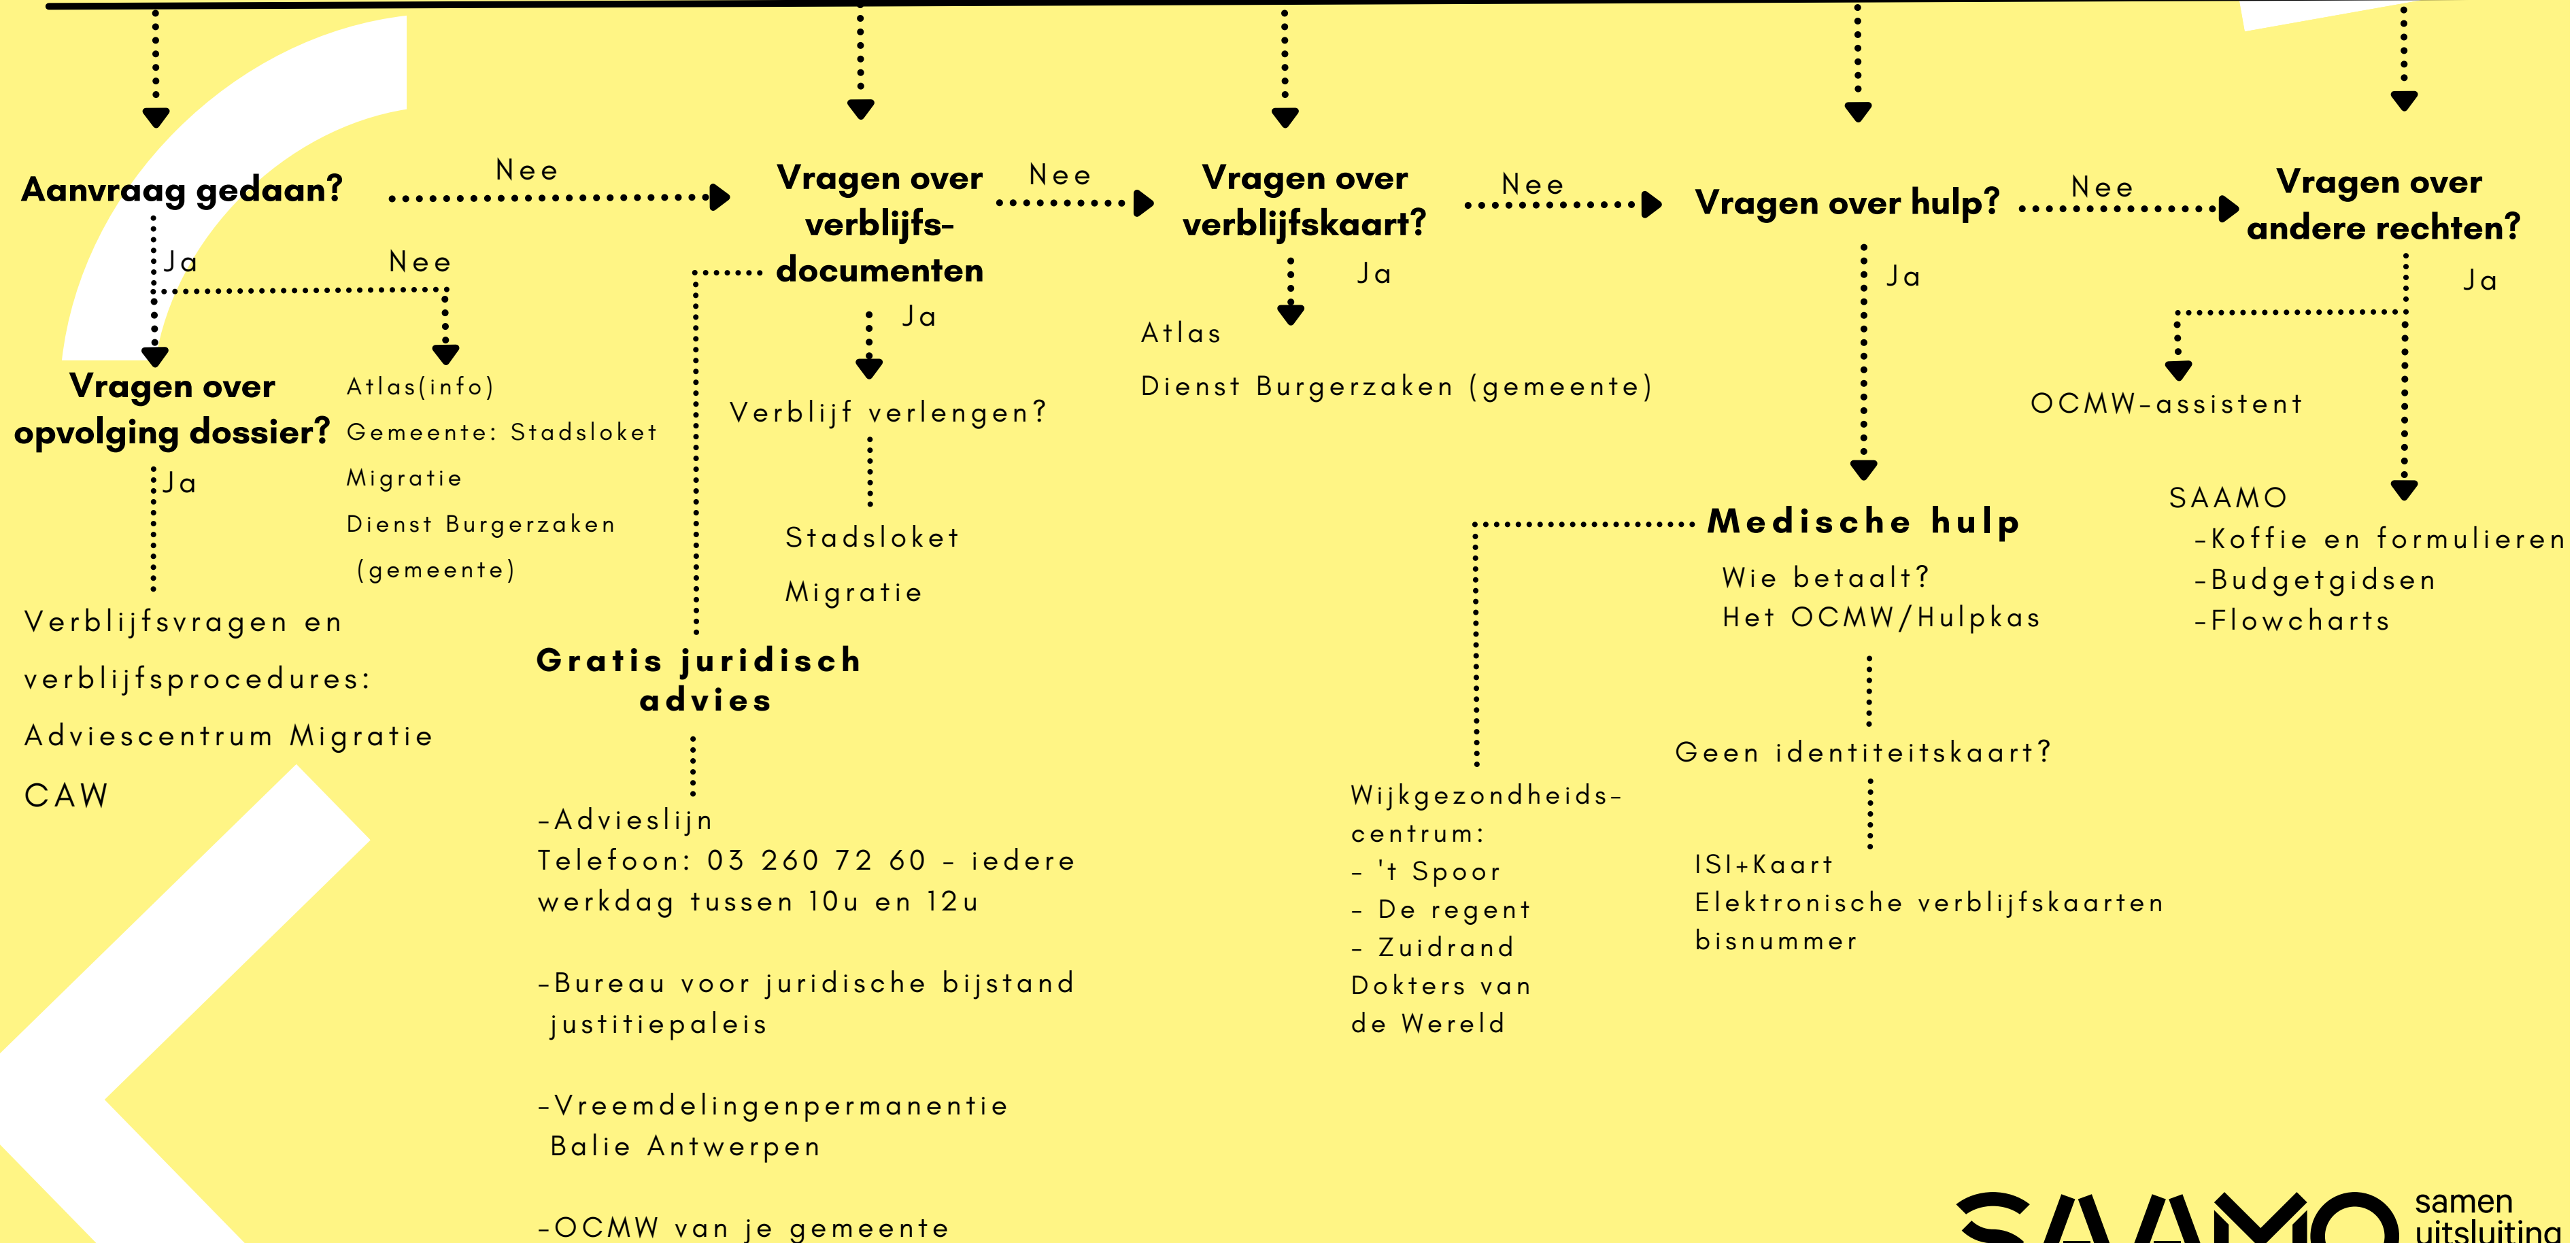 Aanvraag gedaan?
Nee
Ja
Nee
Vragen over
opvolging dossier?
Ja
Verblijfsvragen en
verblijfsprocedures:
Adviescentrum Migratie
CAW
Atlas(info)
Gemeente: Stadsloket
Migratie
Dienst Burgerzaken
(gemeente)
Vragen over
verblijfs-
documenten
Nee
Ja
Verblijf verlengen?
Stadsloket
Migratie
Gratis juridisch
advies
-Advieslijn
Telefoon: 03 260 72 60 - iedere
werkdag tussen 10u en 12u
-Bureau voor juridische bijstand
justitiepaleis
-Vreemdelingenpermanentie
Balie Antwerpen
-OCMW van je gemeente
Vragen over
verblijfskaart?
Nee
Ja
Atlas
Dienst Burgerzaken (gemeente)
Vragen over hulp?
Nee
Ja
Medische hulp
Wie betaalt?
Het OCMW/Hulpkas
Geen identiteitskaart?
ISI+Kaart
Elektronische verblijfskaarten
bisnummer
Wijkgezondheids-
centrum:
- 't Spoor
- De regent
- Zuidrand
Dokters van
de Wereld
Vragen over
andere rechten?
Ja
OCMW-assistent
SAAMO
-Koffie en formulieren
-Budgetgidsen
-Flowcharts
SAAMO
samen
uitsluiting